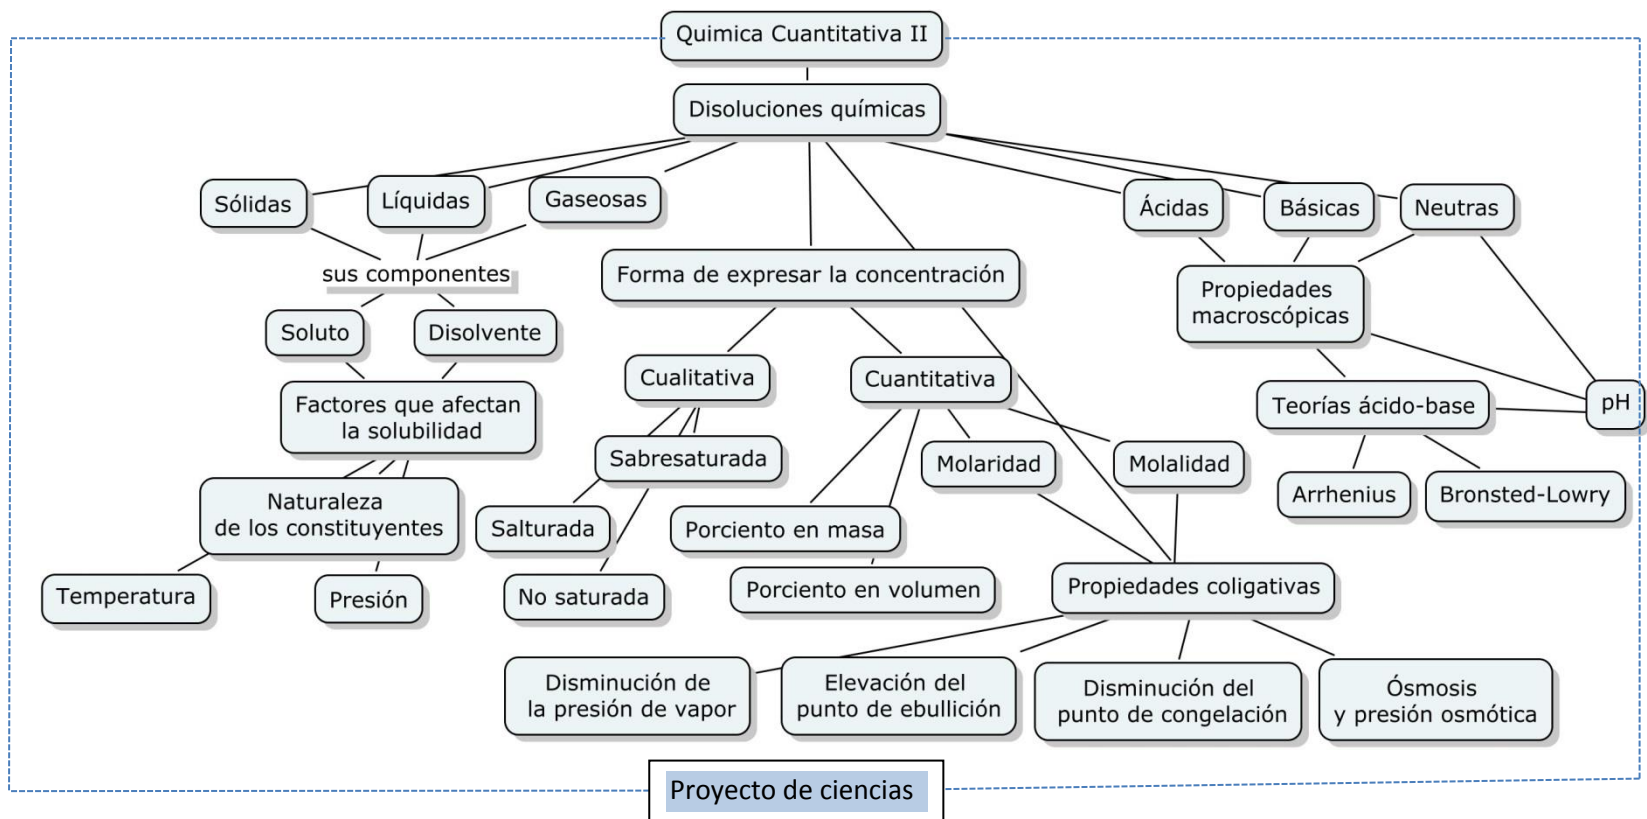 Quimica Cuantitativa II
Disoluciones químicas
Sólidas
Líquidas
Gaseosas
Ácidas
Básicas
Neutras
sus componentes
Forma de expresar la concentración
Propiedades
macroscópicas
Soluto
Disolvente
Cualitativa
Cuantitativa
Factores que afectan
la solubilidad
Teorías ácido-base
pH
Sabresaturada
Molaridad
Molalidad
Arrhenius
Bronsted-Lowry
Naturaleza
de los constituyentes
Salturada
Porciento en masa
Temperatura
Presión
No saturada
Porciento en volumen
Propiedades coligativas
Disminución de
la presión de vapor
Elevación del
punto de ebullición
Disminución del
punto de congelación
Ósmosis
y presión osmótica
Proyecto de ciencias